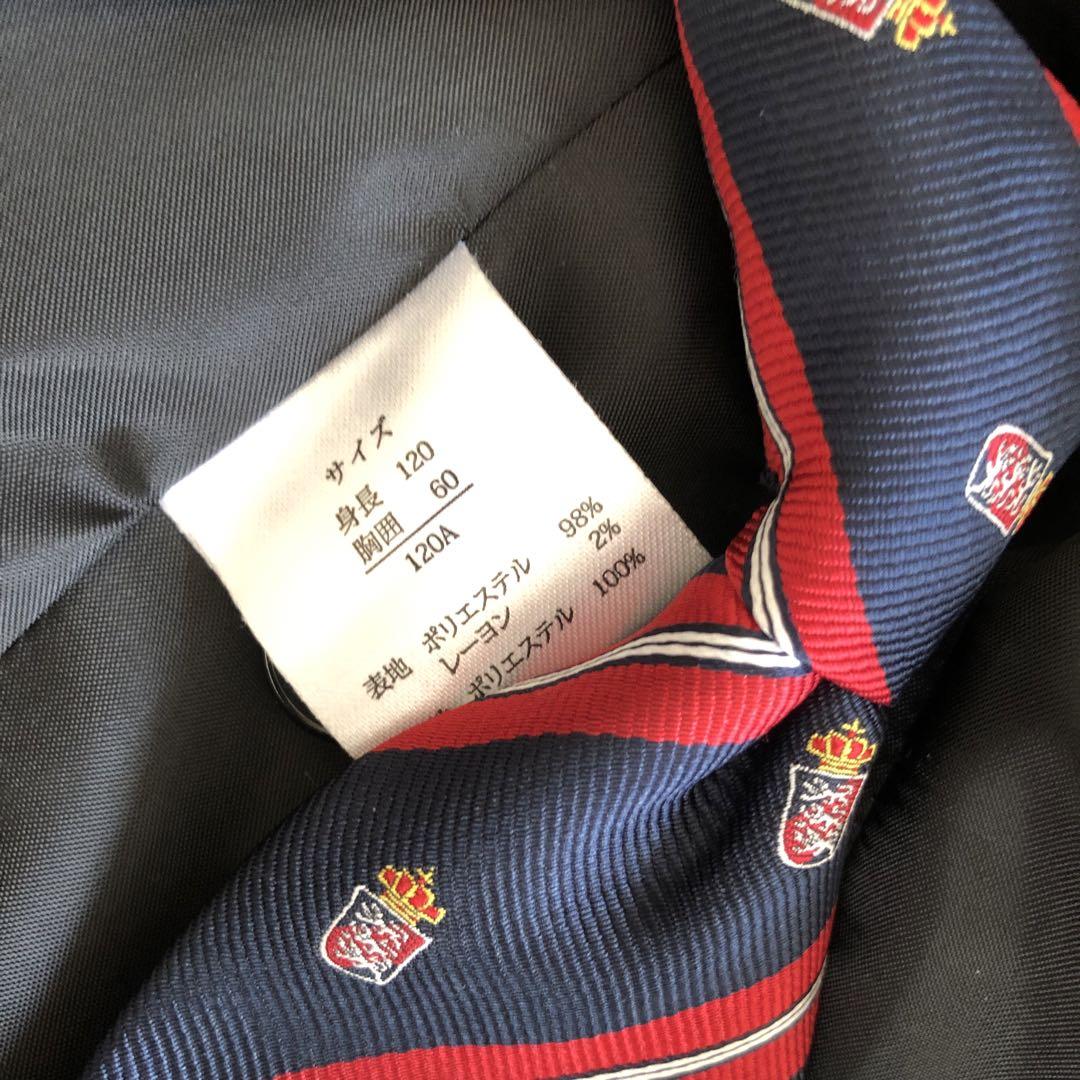 サイズ
身長 120
胸囲 60
120A
表地 ポリエステル 98%
レーヨン 2%
ポリエステル 100%